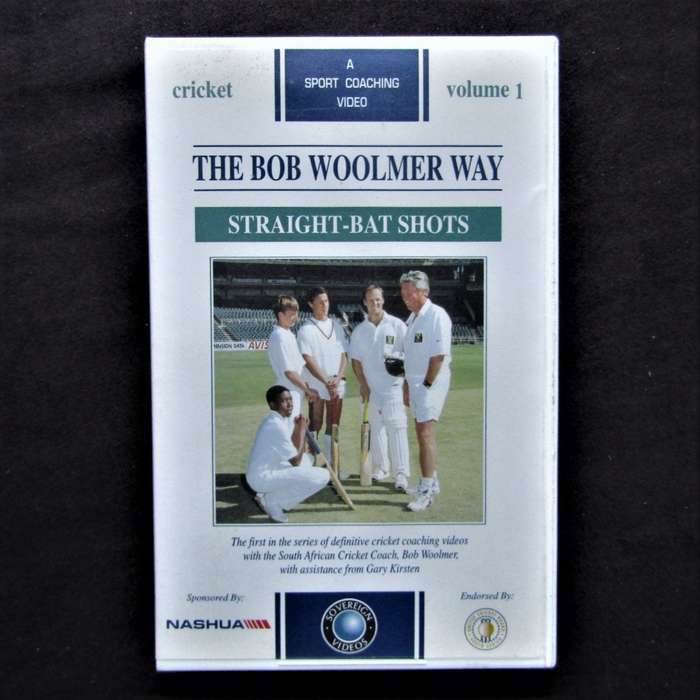 cricket
A
SPORT COACHING
VIDEO
volume 1
THE BOB WOOLMER WAY
STRAIGHT-BAT SHOTS
AVIS
The first in the series of definitive cricket coaching videos
with the South African Cricket Coach, Bob Woolmer,
with assistance from Gary Kirsten
Sponsored By:
NASHUA
SOVEREIGN
VIDEOS
Endorsed By: